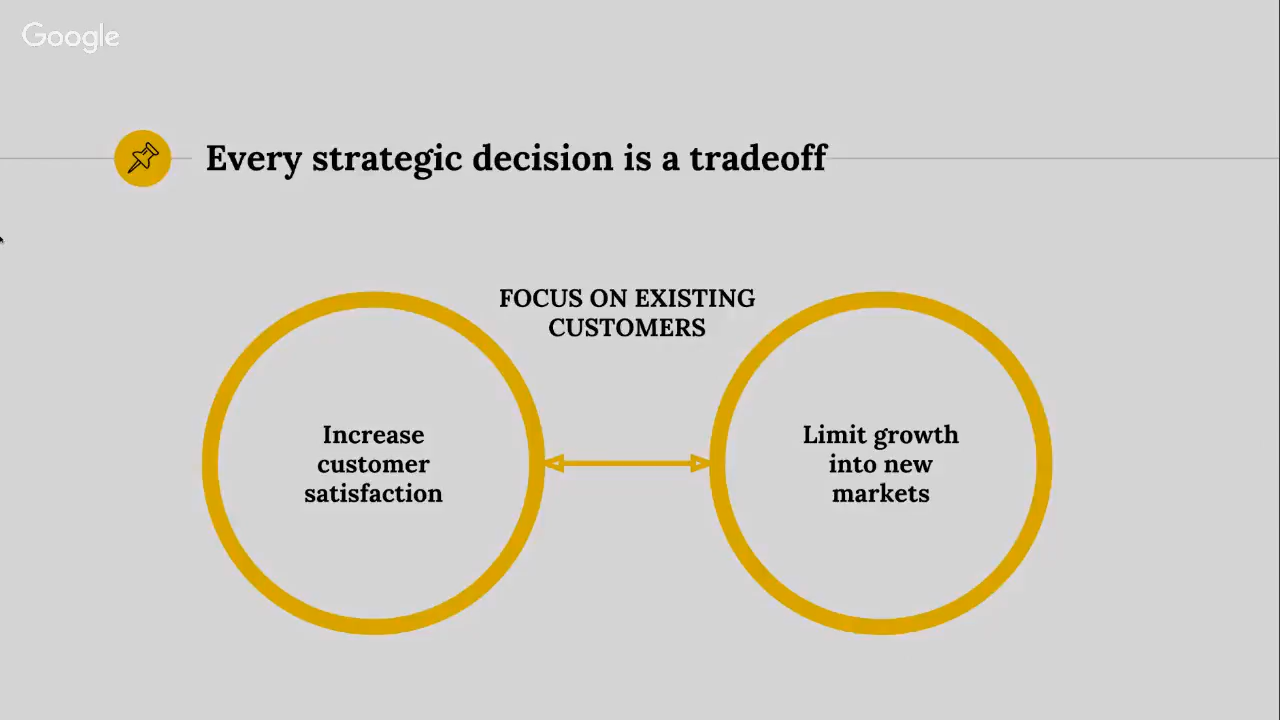 Google
Every strategic decision is a tradeoff
FOCUS ON EXISTING
CUSTOMERS
Increase
customer
satisfaction
Limit growth
into new
markets